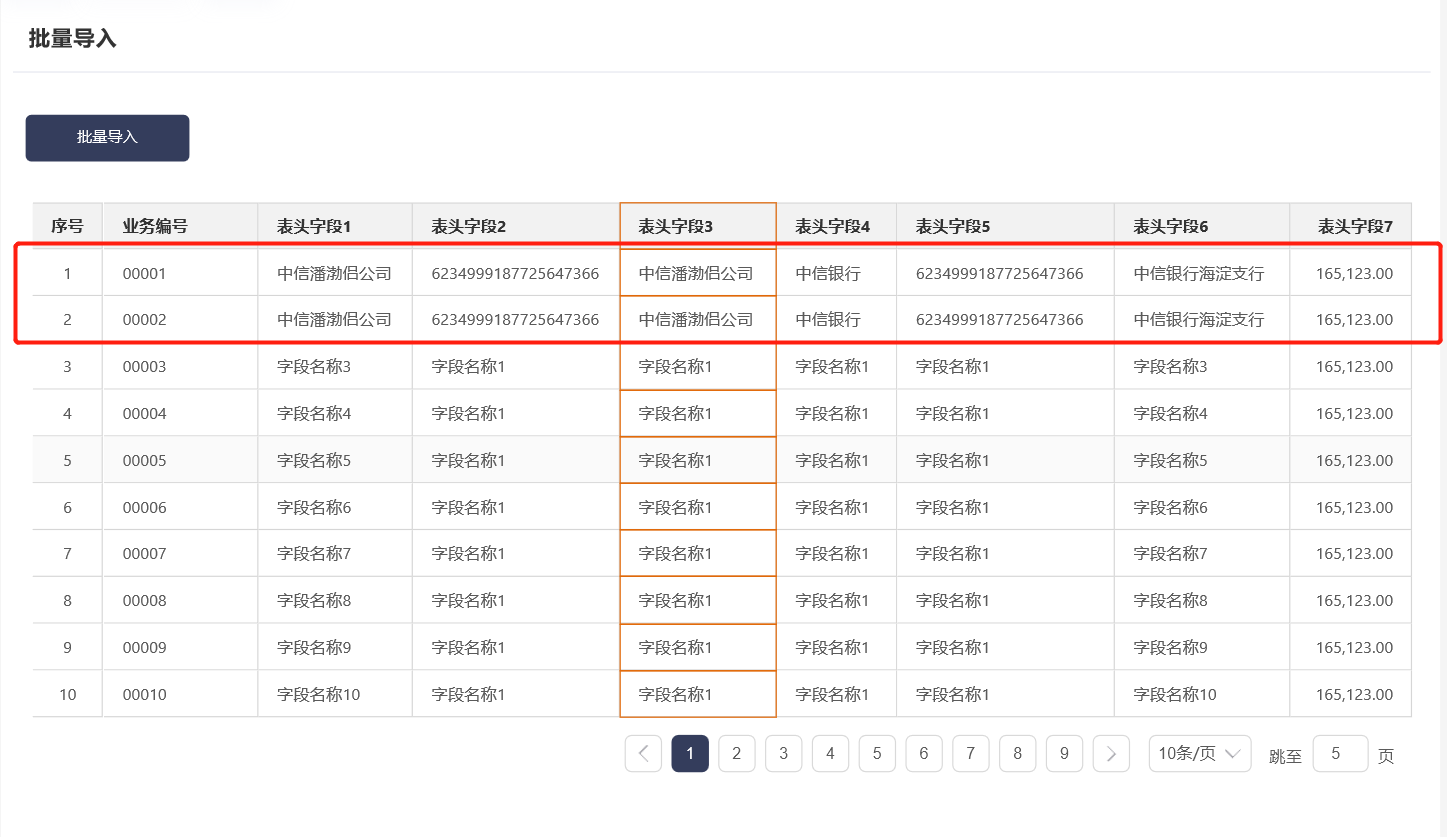 批量导入
批量导入
序号 业务编号 表头字段1 表头字段2 表头字段3 表头字段4 表头字段5 表头字段6 表头字段7
1 00001 中信潘渤侣公司 6234999187725647366 中信潘渤侣公司 中信银行 6234999187725647366 中信银行海淀支行 165,123.00
2 00002 中信潘渤侣公司 6234999187725647366 中信潘渤侣公司 中信银行 6234999187725647366 中信银行海淀支行 165,123.00
3 00003 字段名称3 字段名称1 字段名称1 字段名称1 字段名称1 字段名称3 165,123.00
4 00004 字段名称4 字段名称1 字段名称1 字段名称1 字段名称1 字段名称4 165,123.00
5 00005 字段名称5 字段名称1 字段名称1 字段名称1 字段名称1 字段名称5 165,123.00
6 00006 字段名称6 字段名称1 字段名称1 字段名称1 字段名称1 字段名称6 165,123.00
7 00007 字段名称7 字段名称1 字段名称1 字段名称1 字段名称1 字段名称7 165,123.00
8 00008 字段名称8 字段名称1 字段名称1 字段名称1 字段名称1 字段名称8 165,123.00
9 00009 字段名称9 字段名称1 字段名称1 字段名称1 字段名称1 字段名称9 165,123.00
10 00010 字段名称10 字段名称1 字段名称1 字段名称1 字段名称1 字段名称10 165,123.00
1 2 3 4 5 6 7 8 9 10条/页 跳至 5 页